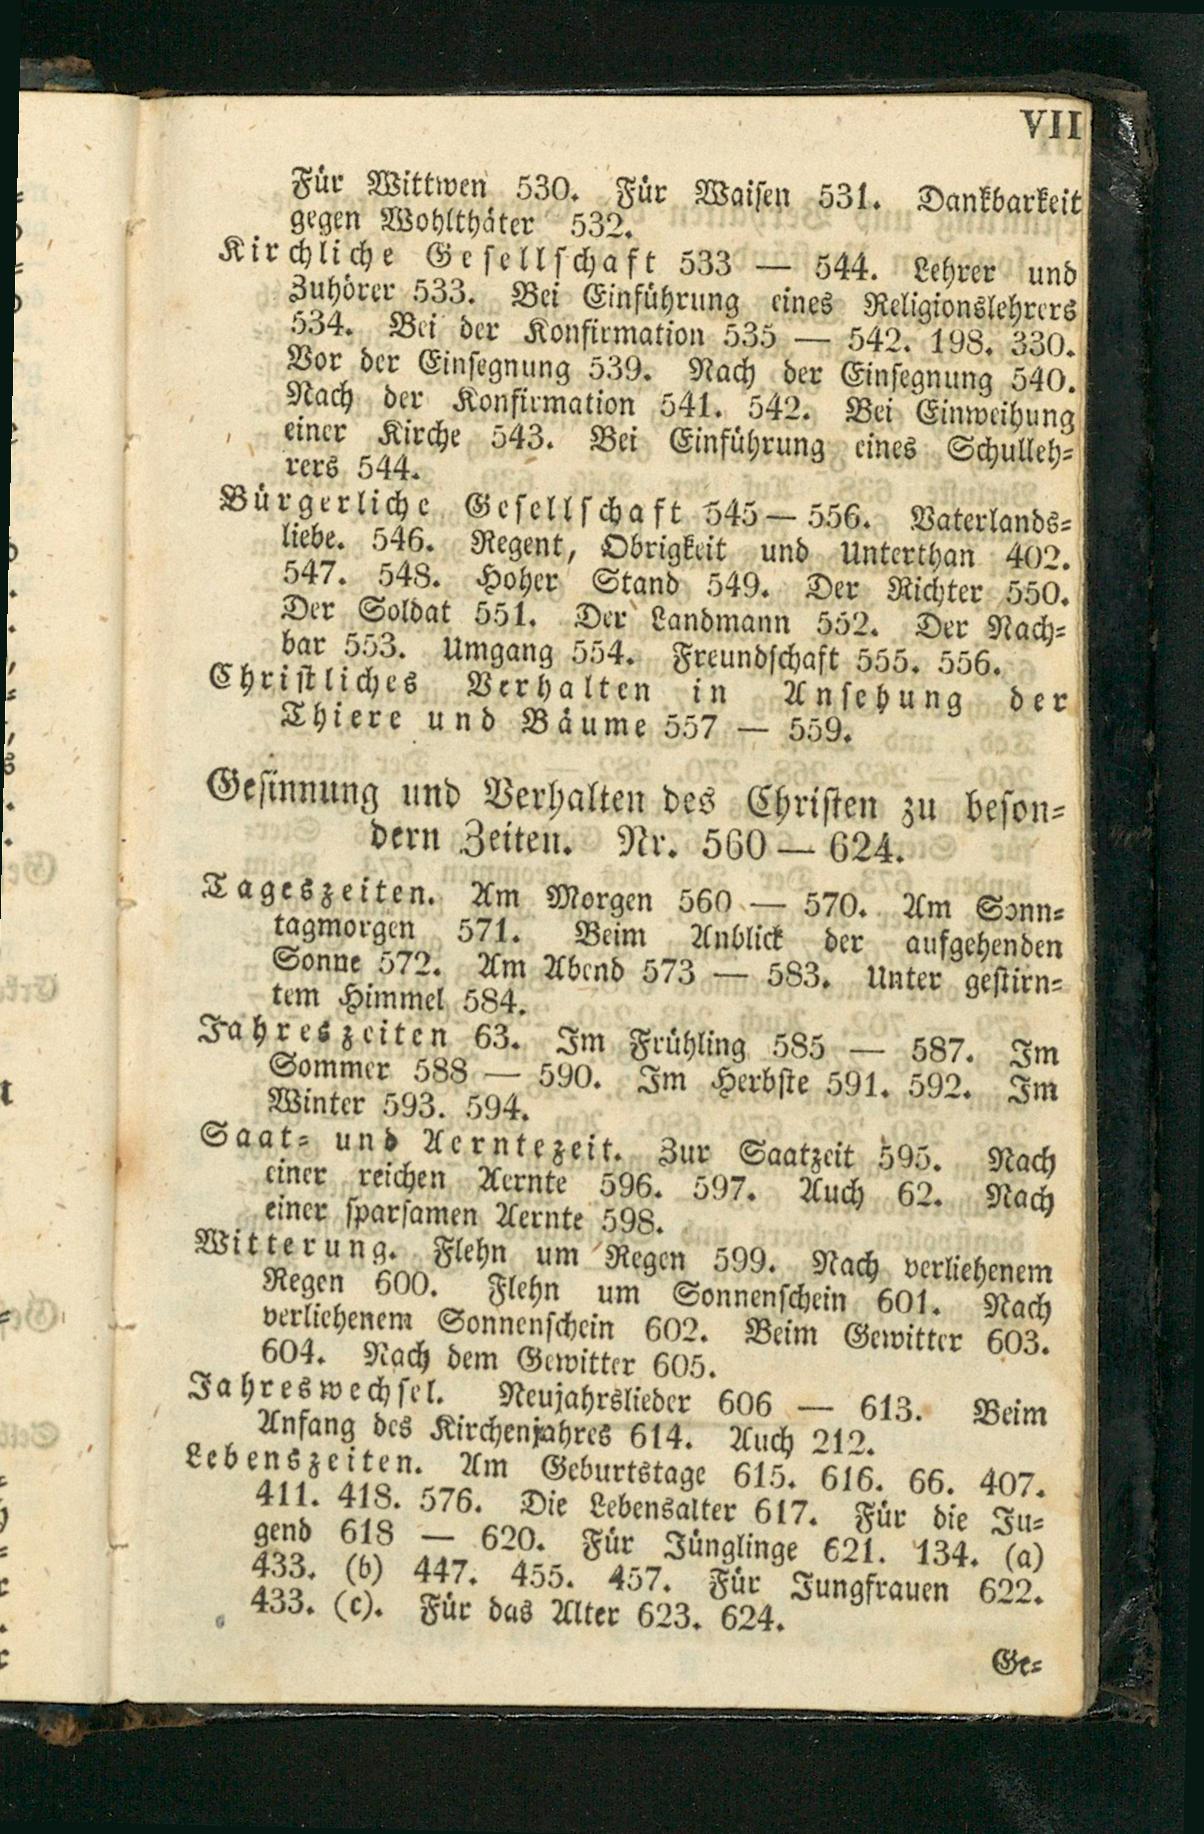 VII
Für Wittwen 530. Für Waisen 531. Dankbarkeit
gegen Wohlthäter 532.
Kirchliche Gesellschaft 533 — 544. Lehrer und
Zuhörer 533. Bei Einführung eines Religionslehrers
534. Bei der Konfirmation 535 — 542. 198. 330.
Vor der Einsegnung 539. Nach der Einsegnung 540.
Nach der Konfirmation 541. 542. Bei Einweihung
einer Kirche 543. Bei Einführung eines Schulleh-
rers 544.
Bürgerliche Gesellschaft 545 — 556. Vaterlands-
liebe. 546. Regent, Obrigkeit und Unterthan 402.
547. 548. Hoher Stand 549. Der Richter 550.
Der Soldat 551. Der Landmann 552. Der Nach-
bar 553. Umgang 554. Freundschaft 555. 556.
Christliches Verhalten in Ansehung der
Thiere und Bäume 557 — 559.
Gesinnung und Verhalten des Christen zu beson-
dern Zeiten. Nr. 560 — 624.
Tageszeiten. Am Morgen 560 — 570. Am Sonn-
tagmorgen 571. Beim Anblick der aufgehenden
Sonne 572. Am Abend 573 — 583. Unter gestirn-
tem Himmel 584.
Jahreszeiten 63. Im Frühling 585 — 587. Im
Sommer 588 — 590. Im Herbste 591. 592. Im
Winter 593. 594.
Saat- und Aerntezeit. Zur Saatzeit 595. Nach
einer reichen Aernte 596. 597. Auch 62. Nach
einer sparsamen Aernte 598.
Witterung. Flehn um Regen 599. Nach verliehenem
Regen 600. Flehn um Sonnenschein 601. Nach
verliehenem Sonnenschein 602. Beim Gewitter 603.
604. Nach dem Gewitter 605.
Jahreswechsel. Neujahrslieder 606 — 613. Beim
Anfang des Kirchenjahres 614. Auch 212.
Lebenszeiten. Am Geburtstage 615. 616. 66. 407.
411. 418. 576. Die Lebensalter 617. Für die Ju-
gend 618 — 620. Für Jünglinge 621. 134. (a)
433. (b) 447. 455. 457. Für Jungfrauen 622.
433. (c). Für das Alter 623. 624.
Ge-